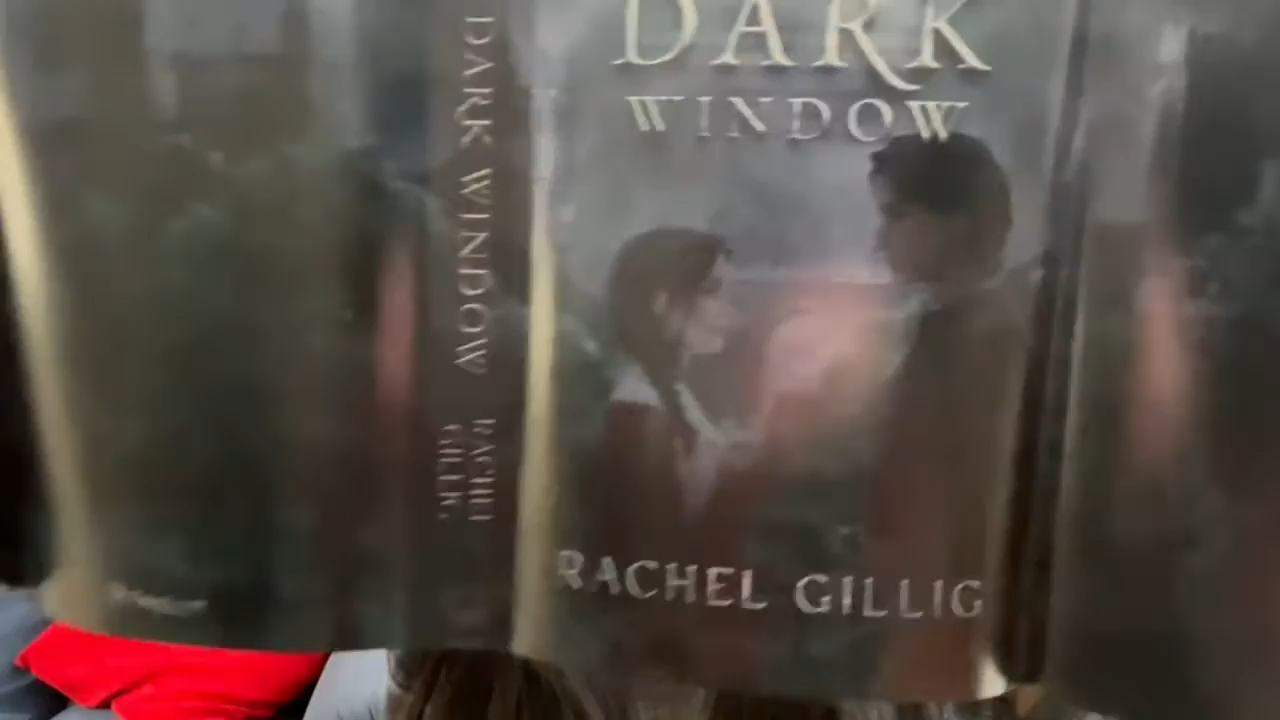 DARK WINDOW
RACHEL
GILLIG
DARK
WINDOW
RACHEL GILLIG